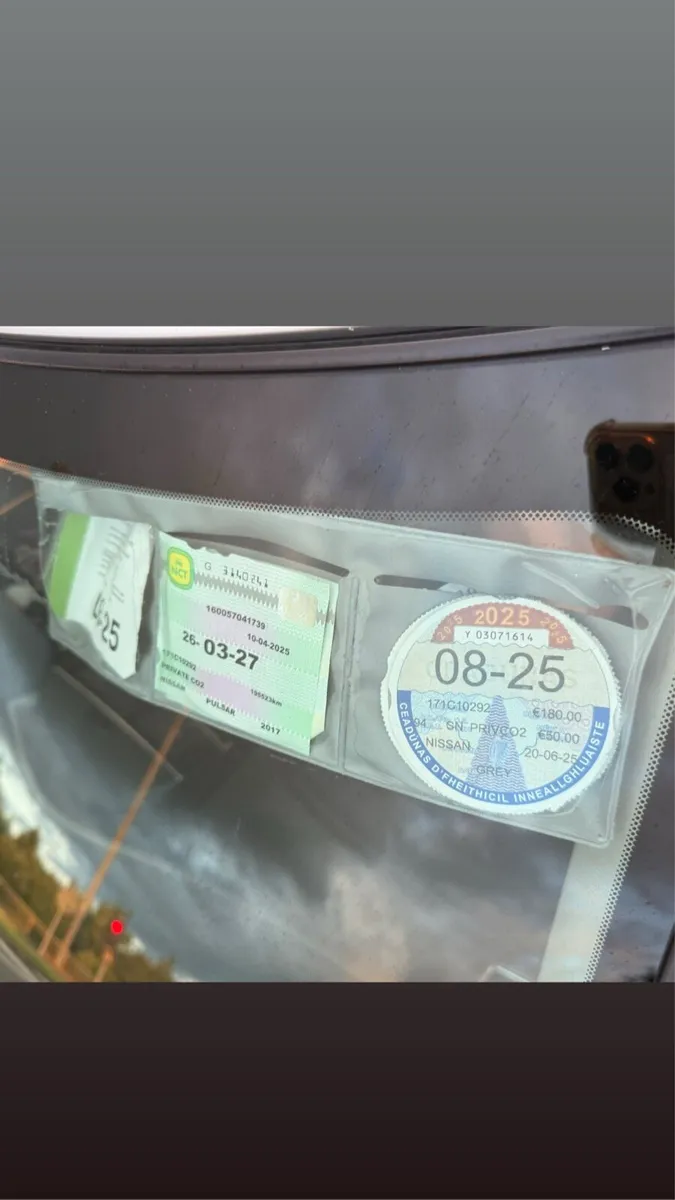 NCT
G 3140241
160057041739
10-04-2025
26- 03-27
171C10292
PRIVATE CO2
NISSAN
PULSAR
2017
2025
Y 03071614
08-25
171C10292
€180.00
SN PRIVCO2
€50.00
NISSAN
20-06-25
GREY
CEADÚNAS D'FHEITHICIL INNEALLGHLUAISTE